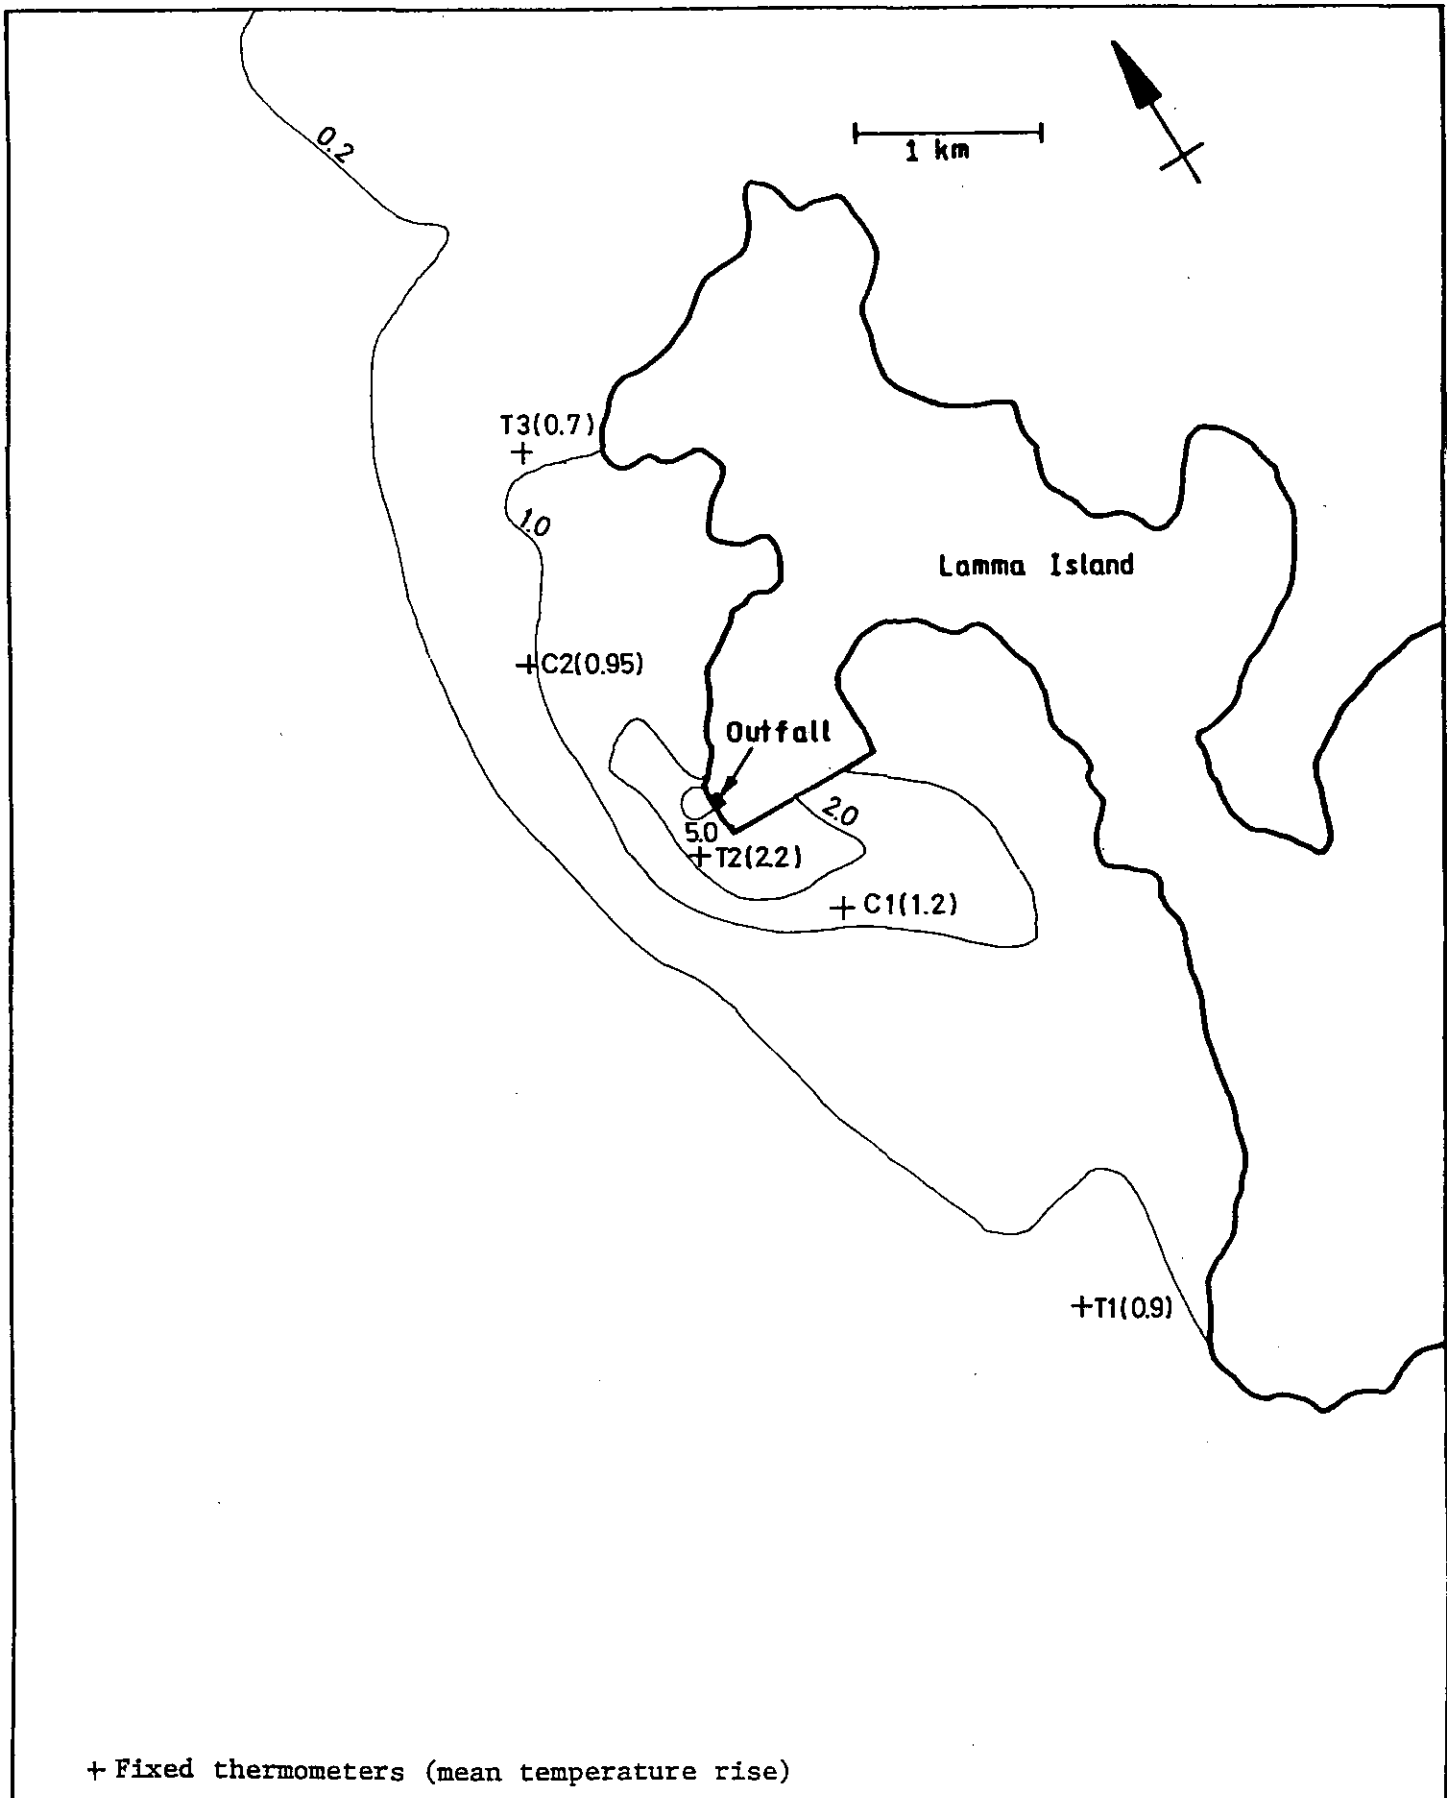 0.2
1 km
T3(0.7)
1.0
Lamma Island
C2(0.95)
Outfall
2.0
5.0
T2(2.2)
C1(1.2)
T1(0.9)
Fixed thermometers (mean temperature rise)